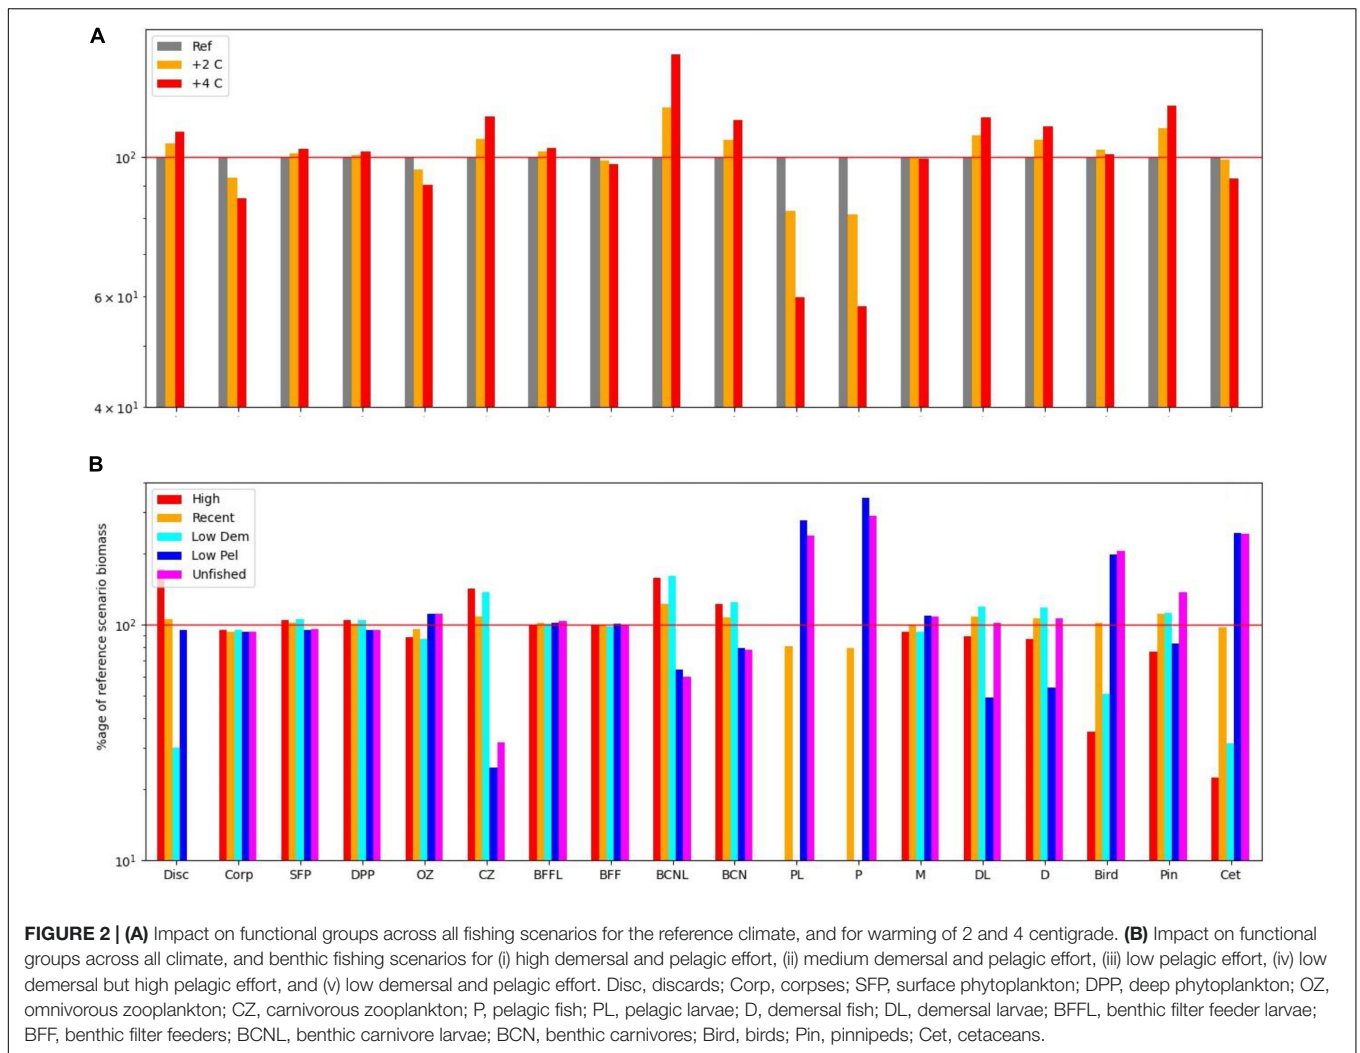 A
Ref
+2 C
+4 C
10²
6 × 10¹
4 × 10¹
B
High
Recent
Low Dem
Low Pel
Unfished
%age of reference scenario biomass
10²
10¹
Disc Corp SFP DPP OZ CZ BFFL BFF BCNL BCN PL P M DL D Bird Pin Cet
FIGURE 2 | (A) Impact on functional groups across all fishing scenarios for the reference climate, and for warming of 2 and 4 centigrade. (B) Impact on functional
groups across all climate, and benthic fishing scenarios for (i) high demersal and pelagic effort, (ii) medium demersal and pelagic effort, (iii) low pelagic effort, (iv) low
demersal but high pelagic effort, and (v) low demersal and pelagic effort. Disc, discards; Corp, corpses; SFP, surface phytoplankton; DPP, deep phytoplankton; OZ,
omnivorous zooplankton; CZ, carnivorous zooplankton; P, pelagic fish; PL, pelagic larvae; D, demersal fish; DL, demersal larvae; BFFL, benthic filter feeder larvae;
BFF, benthic filter feeders; BCNL, benthic carnivore larvae; BCN, benthic carnivores; Bird, birds; Pin, pinnipeds; Cet, cetaceans.